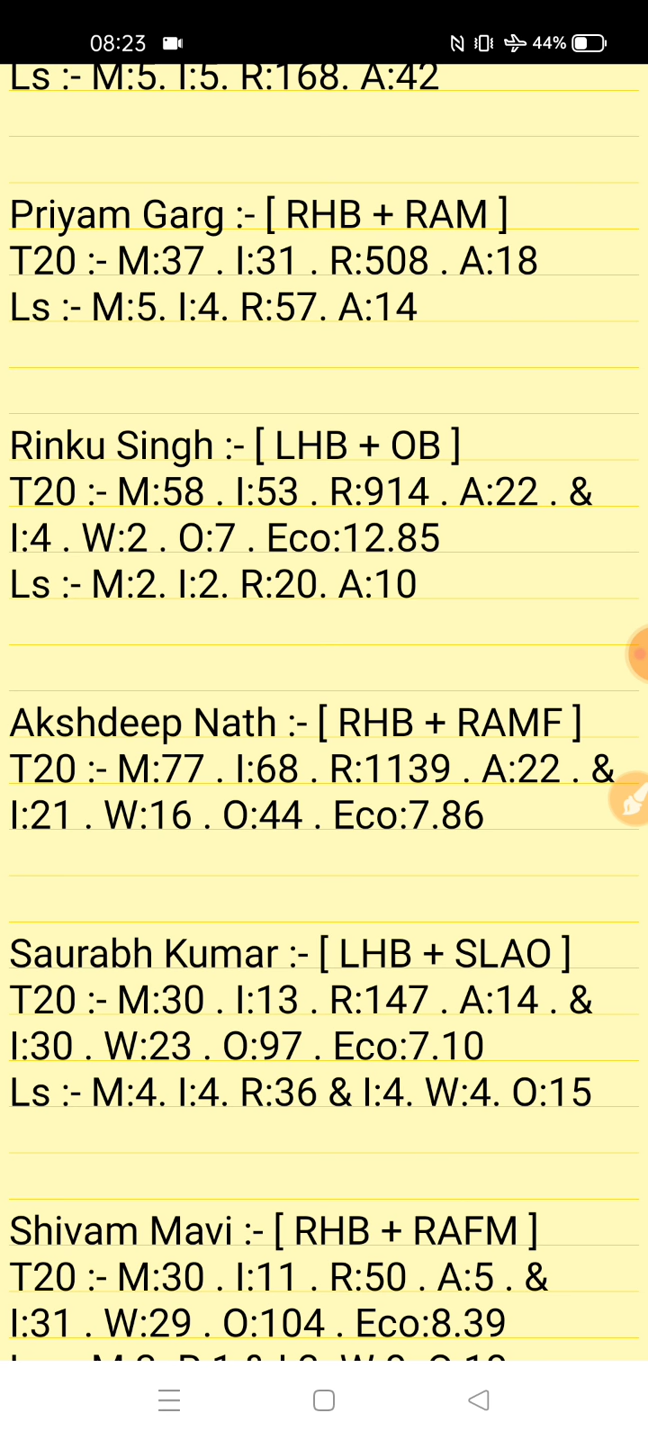 08:23 44%
Ls :- M:5. I:5. R:168. A:42
Priyam Garg :- [ RHB + RAM ]
T20 :- M:37 . I:31 . R:508 . A:18
Ls :- M:5. I:4. R:57. A:14
Rinku Singh :- [ LHB + OB ]
T20 :- M:58 . I:53 . R:914 . A:22 . &
I:4 . W:2 . O:7 . Eco:12.85
Ls :- M:2. I:2. R:20. A:10
Akshdeep Nath :- [ RHB + RAMF ]
T20 :- M:77 . I:68 . R:1139 . A:22 . &
I:21 . W:16 . O:44 . Eco:7.86
Saurabh Kumar :- [ LHB + SLAO ]
T20 :- M:30 . I:13 . R:147 . A:14 . &
I:30 . W:23 . O:97 . Eco:7.10
Ls :- M:4. I:4. R:36 & I:4. W:4. O:15
Shivam Mavi :- [ RHB + RAFM ]
T20 :- M:30 . I:11 . R:50 . A:5 . &
I:31 . W:29 . O:104 . Eco:8.39